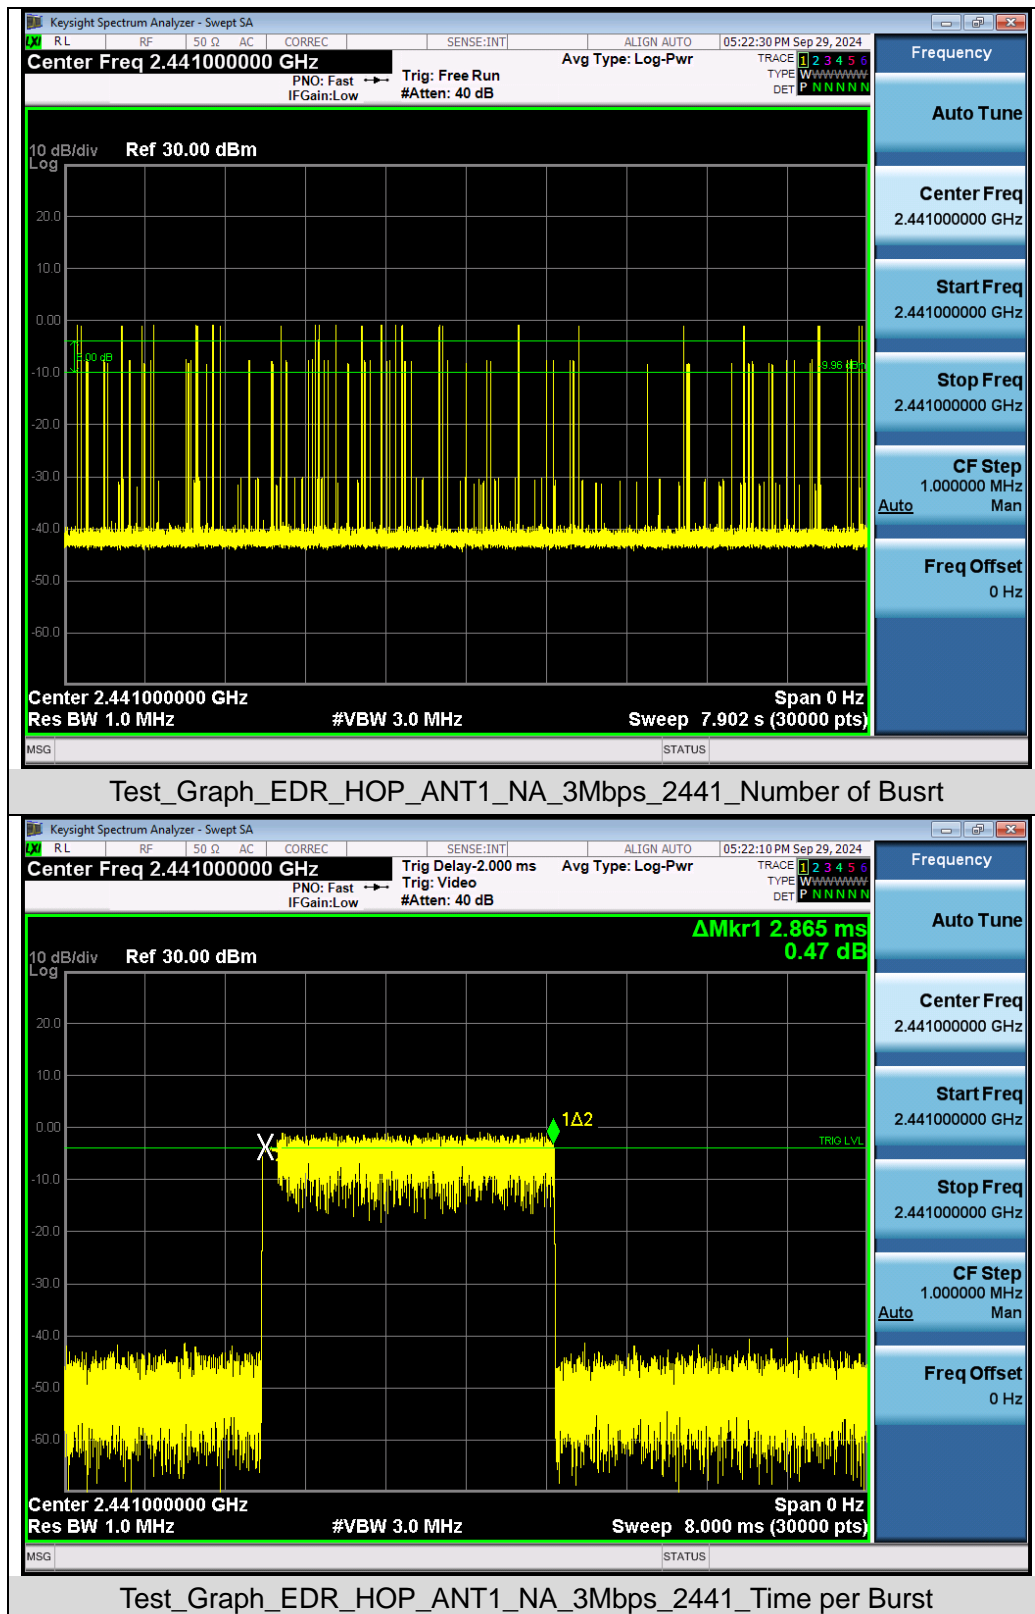 Keysight Spectrum Analyzer - Swept SA
LXI RL RF 50 Ω AC CORREC SENSE:INT ALIGN AUTO 05:22:30 PM Sep 29, 2024
Center Freq 2.441000000 GHz
PNO: Fast
IFGain:Low
Trig: Free Run
#Atten: 40 dB
Avg Type: Log-Pwr
TRACE 1 2 3 4 5 6
TYPE W W W W W W
DET P N N N N N
10 dB/div
Log
Ref 30.00 dBm
20.0
10.0
0.00
-10.0
-20.0
-30.0
-40.0
-50.0
-60.0
Center 2.441000000 GHz
Span 0 Hz
Res BW 1.0 MHz
#VBW 3.0 MHz
Sweep 7.902 s (30000 pts)
MSG
STATUS
Frequency
Auto Tune
Center Freq
2.441000000 GHz
Start Freq
2.441000000 GHz
Stop Freq
2.441000000 GHz
CF Step
1.000000 MHz
Auto Man
Freq Offset
0 Hz
Test_Graph_EDR_HOP_ANT1_NA_3Mbps_2441_Number of Busrt
Keysight Spectrum Analyzer - Swept SA
LXI RL RF 50 Ω AC CORREC SENSE:INT ALIGN AUTO 05:22:10 PM Sep 29, 2024
Center Freq 2.441000000 GHz
PNO: Fast
IFGain:Low
Trig Delay-2.000 ms
Trig: Video
#Atten: 40 dB
Avg Type: Log-Pwr
TRACE 1 2 3 4 5 6
TYPE W W W W W W
DET P N N N N N
ΔMkr1 2.865 ms
0.47 dB
10 dB/div
Log
Ref 30.00 dBm
20.0
10.0
0.00
-10.0
-20.0
-30.0
-40.0
-50.0
-60.0
1Δ2
TRIG LVL
Center 2.441000000 GHz
Span 0 Hz
Res BW 1.0 MHz
#VBW 3.0 MHz
Sweep 8.000 ms (30000 pts)
MSG
STATUS
Frequency
Auto Tune
Center Freq
2.441000000 GHz
Start Freq
2.441000000 GHz
Stop Freq
2.441000000 GHz
CF Step
1.000000 MHz
Auto Man
Freq Offset
0 Hz
Test_Graph_EDR_HOP_ANT1_NA_3Mbps_2441_Time per Burst